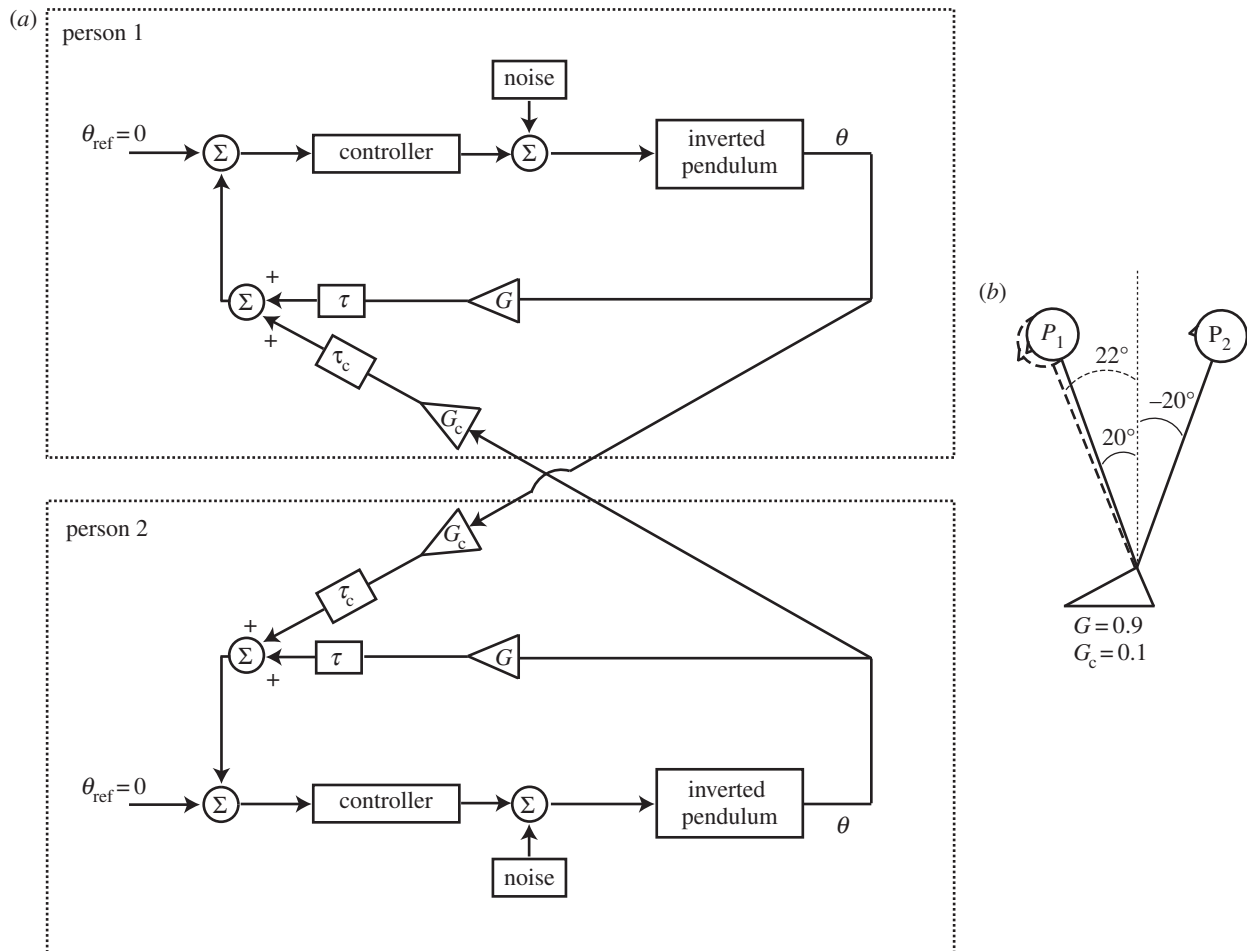 (a)
person 1
noise
θref = 0
Σ
controller
Σ
inverted
pendulum
θ
+
Σ
τ
G
+
τc
Gc
person 2
Gc
τc
+
Σ
τ
G
+
θref = 0
Σ
controller
Σ
inverted
pendulum
θ
noise
(b)
P1
P2
22°
–20°
20°
G = 0.9
Gc = 0.1